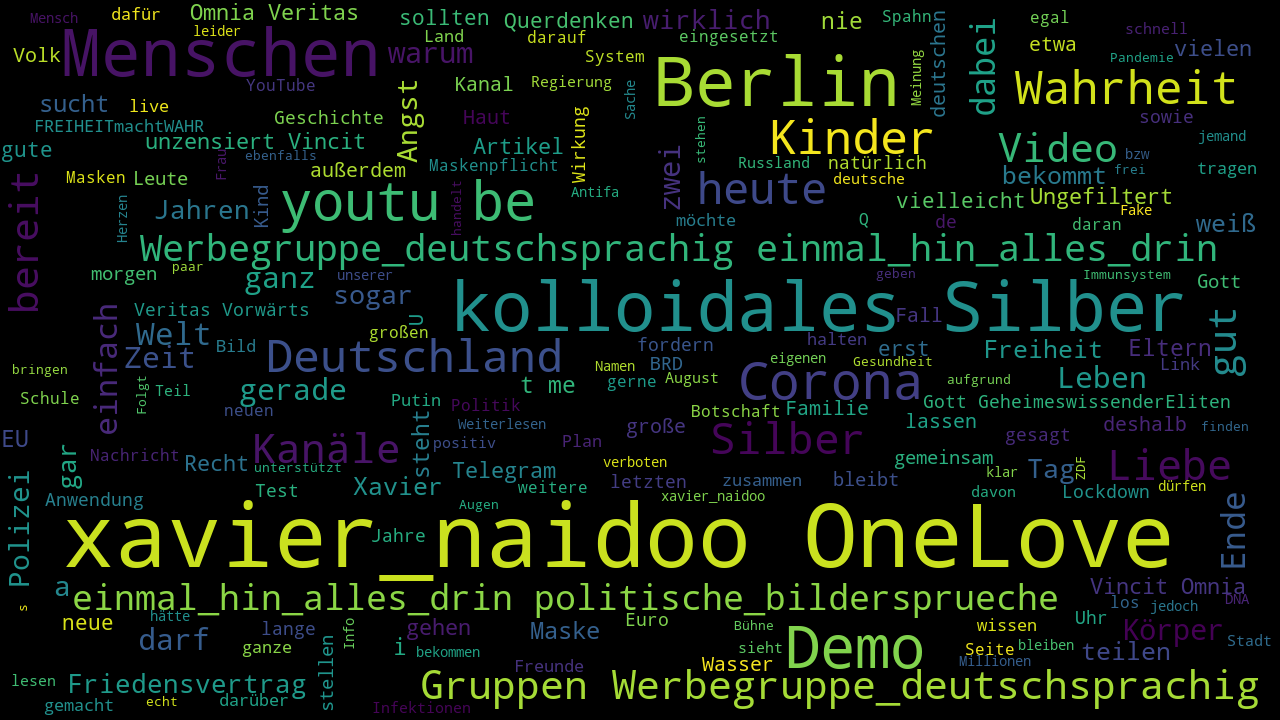 Mensch
dafür
Omnia Veritas
leider
sollten
Querdenken
wirklich
nie
Spahn
egal
schnell
Volk
Menschen
warum
Land
darauf
eingesetzt
etwa
vielen
System
Pandemie
YouTube
Kanal
Regierung
Sache
Berlin
Meinung
deutschen
dabei
Wahrheit
sucht
live
Geschichte
Angst
Haut
sowie
FREIHEITmachtWAHR
unzensiert Vincit
Artikel
Wirkung
stehen
Kinder
Video
jemand
gute
Frau
ebenfalls
außerdem
Maskenpflicht
zwei
Russland
natürlich
bekommt
bzw
frei
tragen
Masken
Leute
Kind
youtu be
handelt
Antifa
heute
deutsche
vielleicht
Ungefiltert
Fake
bereit
Herzen
Jahren
möchte
Q
de
daran
weiß
Werbegruppe_deutschsprachig einmal_hin_alles_drin
morgen
paar
ganz
unserer
geben
Immunsystem
Gott
sogar
kolloidales Silber
Veritas Vorwärts
U
Fall
einfach
Welt
Zeit
Bild
großen
fordern
halten
erst
Freiheit
Eltern
gut
Deutschland
Namen
BRD
eigenen
Gesundheit
Link
bringen
Folgt
Teil
gerade
t me
gerne
August
Corona
aufgrund
Leben
Schule
neuen
Putin
Politik
Botschaft
Familie
Gott GeheimeswissenderEliten
EU
steht
Weiterlesen
positiv
Plan
große
Silber
lassen
gesagt
deshalb
finden
gar
Nachricht
Recht
Kanäle
unterstützt
Xavier
Telegram
verboten
letzten
zusammen
bleibt
gemeinsam
klar
Tag
ZDF
Liebe
dürfen
Polizei
Anwendung
Test
weitere
Augen
xavier_naidoo
davon
Lockdown
Ende
xavier_naidoo OneLove
Jahre
a
einmal_hin_alles_drin politische_bildersprueche
Vincit Omnia
s
hätte
los
jedoch
DNA
neue
darf
lange
Info
gehen
Maske
Euro
Bühne
Demo
wissen
Uhr
Körper
Stadt
ganze
stellen
i
bekommen
sieht
Seite
bleiben
teilen
Freunde
Wasser
Millionen
lesen
Friedensvertrag
Gruppen Werbegruppe_deutschsprachig
gemacht
echt
darüber
Infektionen